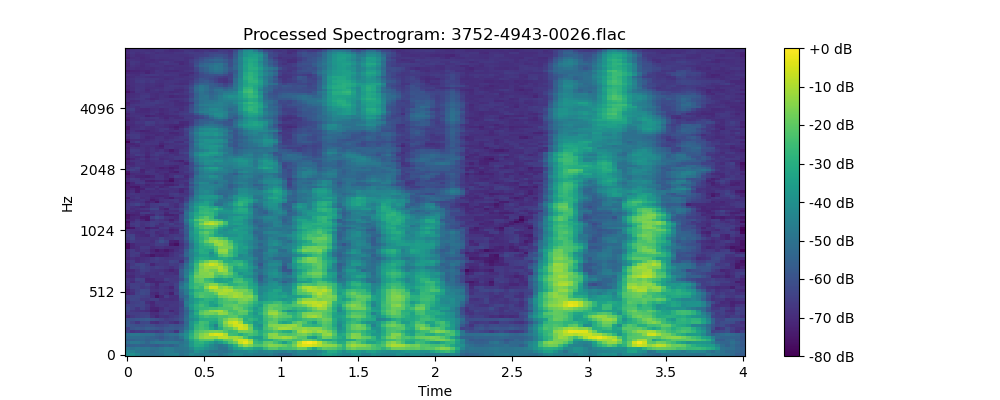 Processed Spectrogram: 3752-4943-0026.flac
Hz
4096
2048
1024
512
0
0
0.5
1
1.5
2
2.5
3
3.5
4
Time
+0 dB
-10 dB
-20 dB
-30 dB
-40 dB
-50 dB
-60 dB
-70 dB
-80 dB